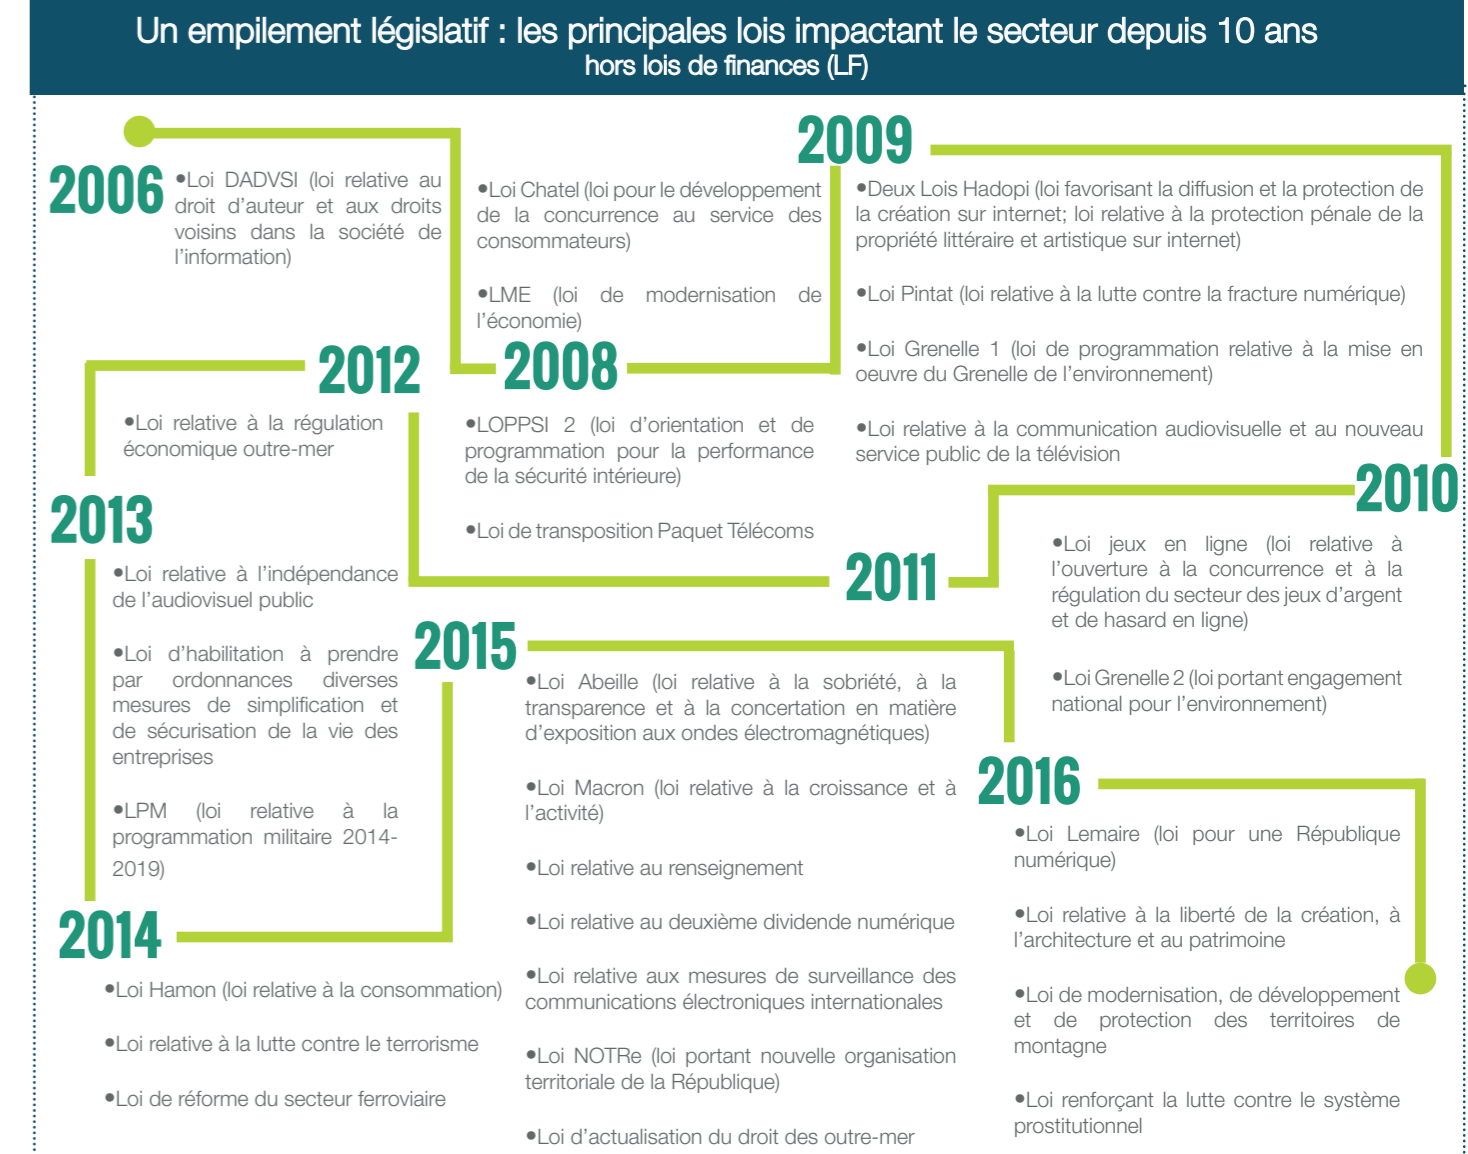 Un empilement législatif : les principales lois impactant le secteur depuis 10 ans
hors lois de finances (LF)
2006
•Loi DADVSI (loi relative au
droit d’auteur et aux droits
voisins dans la société de
l’information)
•Loi Chatel (loi pour le développement
de la concurrence au service des
consommateurs)
•LME (loi de modernisation de
l’économie)
2008
2009
•Deux Lois Hadopi (loi favorisant la diffusion et la protection de
la création sur internet; loi relative à la protection pénale de la
propriété littéraire et artistique sur internet)
•Loi Pintat (loi relative à la lutte contre la fracture numérique)
•Loi Grenelle 1 (loi de programmation relative à la mise en
oeuvre du Grenelle de l’environnement)
•Loi relative à la communication audiovisuelle et au nouveau
service public de la télévision
2010
•Loi jeux en ligne (loi relative à
l’ouverture à la concurrence et à la
régulation du secteur des jeux d’argent
et de hasard en ligne)
•Loi Grenelle 2 (loi portant engagement
national pour l’environnement)
2011
•LOPPSI 2 (loi d’orientation et de
programmation pour la performance
de la sécurité intérieure)
•Loi de transposition Paquet Télécoms
2012
•Loi relative à la régulation
économique outre-mer
2013
•Loi relative à l’indépendance
de l’audiovisuel public
•Loi d’habilitation à prendre
par ordonnances diverses
mesures de simplification et
de sécurisation de la vie des
entreprises
•LPM (loi relative à la
programmation militaire 2014-
2019)
2014
•Loi Hamon (loi relative à la consommation)
•Loi relative à la lutte contre le terrorisme
•Loi de réforme du secteur ferroviaire
2015
•Loi Abeille (loi relative à la sobriété, à la
transparence et à la concertation en matière
d’exposition aux ondes électromagnétiques)
•Loi Macron (loi relative à la croissance et à
l’activité)
•Loi relative au renseignement
•Loi relative au deuxième dividende numérique
•Loi relative aux mesures de surveillance des
communications électroniques internationales
•Loi NOTRe (loi portant nouvelle organisation
territoriale de la République)
•Loi d’actualisation du droit des outre-mer
2016
•Loi Lemaire (loi pour une République
numérique)
•Loi relative à la liberté de la création, à
l’architecture et au patrimoine
•Loi de modernisation, de développement
et de protection des territoires de
montagne
•Loi renforçant la lutte contre le système
prostitutionnel